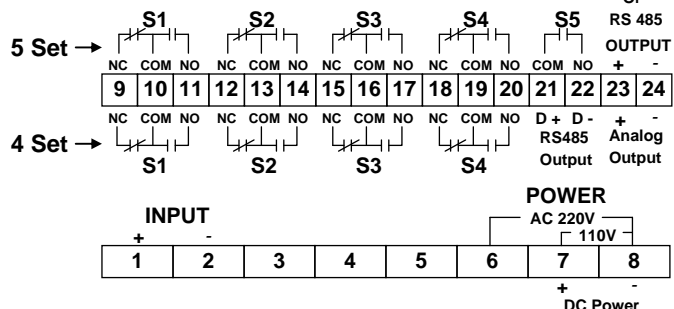 S1 S2 S3 S4 S5 RS 485
5 Set → OUTPUT
NC COM NO NC COM NO NC COM NO NC COM NO COM NO + -
9 10 11 12 13 14 15 16 17 18 19 20 21 22 23 24
NC COM NO NC COM NO NC COM NO NC COM NO D + D - + -
4 Set → RS485 Analog
S1 S2 S3 S4 Output Output
POWER
INPUT AC 220V
+ - 110V
1 2 3 4 5 6 7 8
+ -
DC Power